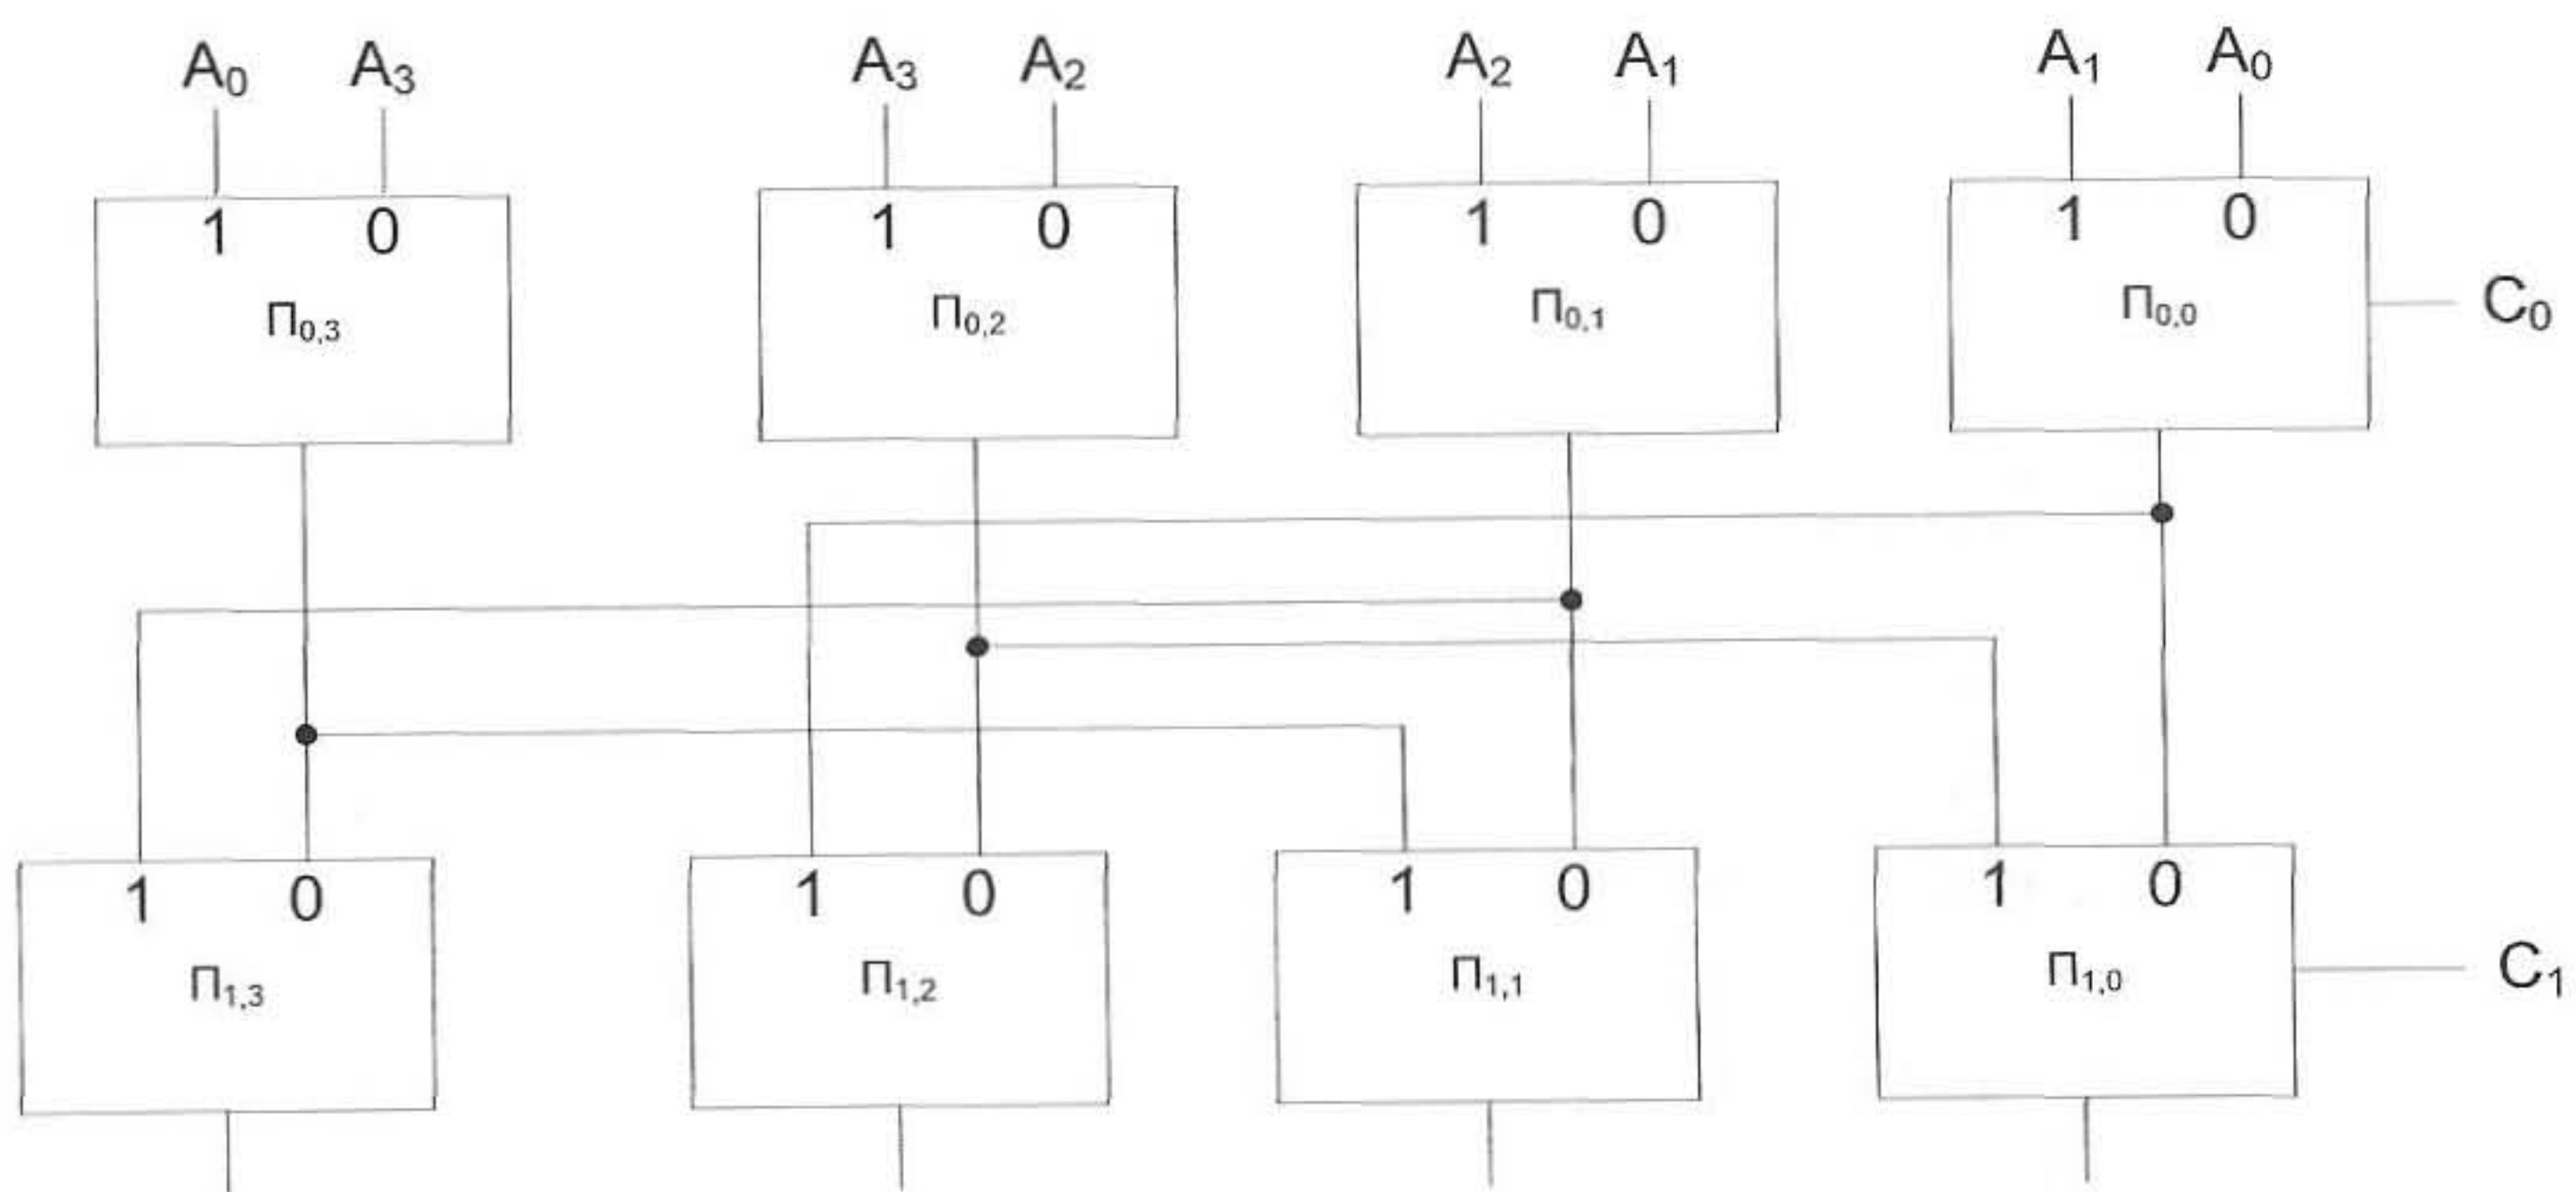 A₀ A₃ A₃ A₂ A₂ A₁ A₁ A₀
1 0 1 0 1 0 1 0
П₀,₃ П₀,₂ П₀,₁ П₀,₀ C₀
1 0 1 0 1 0 1 0
П₁,₃ П₁,₂ П₁,₁ П₁,₀ C₁